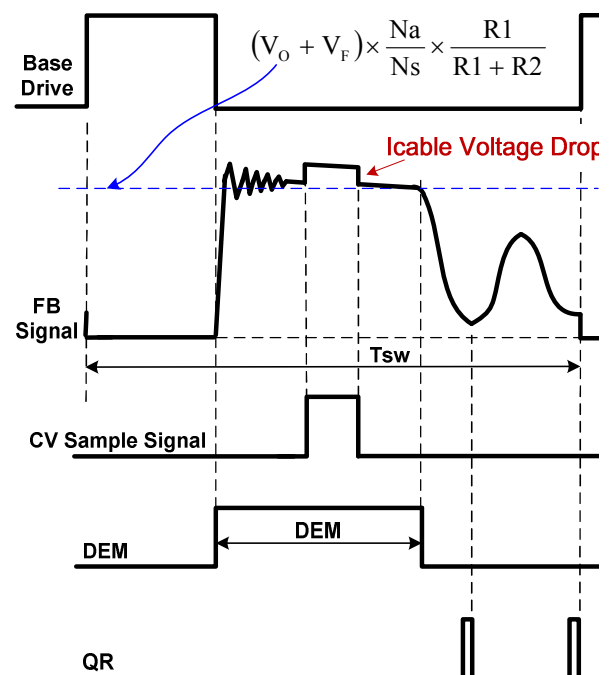 (V_O + V_F) × Na/Ns × R1/(R1 + R2)
Base
Drive
Icable Voltage Drop
FB
Signal
Tsw
CV Sample Signal
DEM
DEM
QR